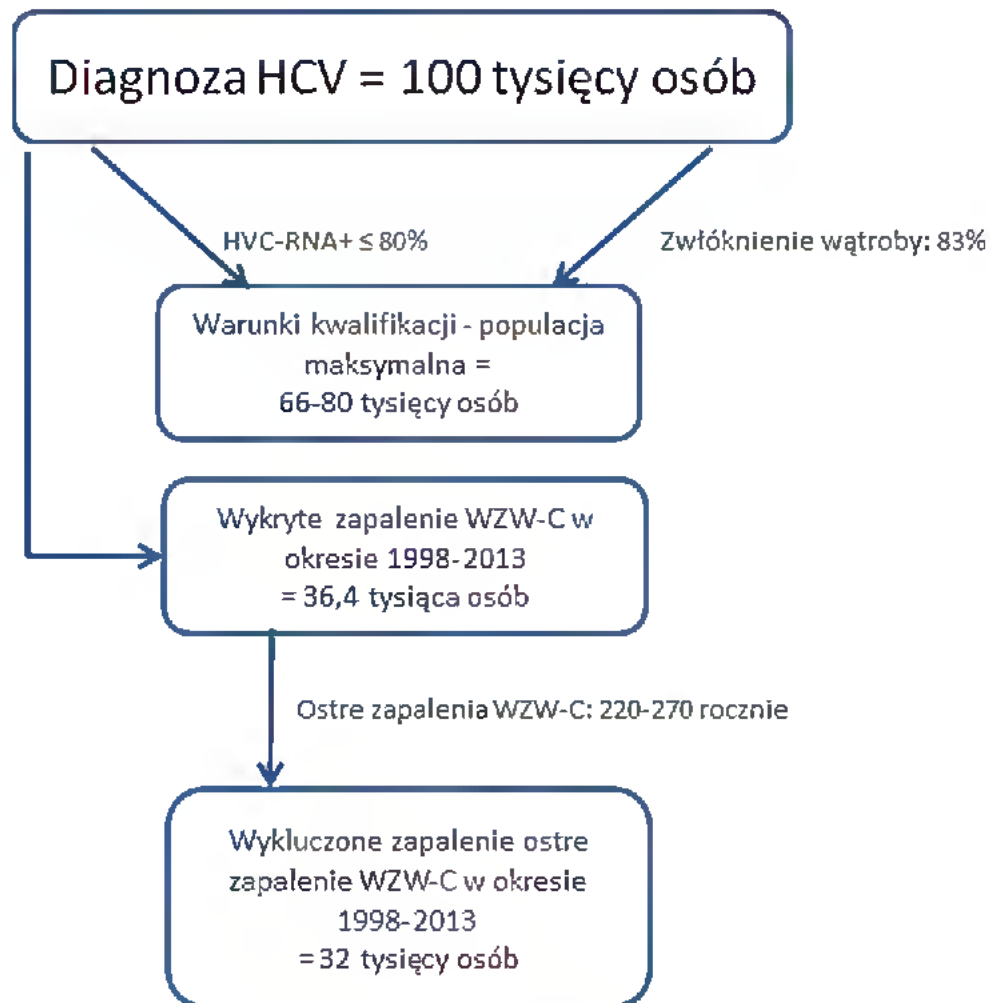 Diagnoza HCV = 100 tysięcy osób
HVC-RNA+ ≤ 80%
Zwłóknienie wątroby: 83%
Warunki kwalifikacji - populacja
maksymalna =
66-80 tysięcy osób
Wykryte zapalenie WZW-C w
okresie 1998-2013
= 36,4 tysiąca osób
Ostre zapalenia WZW-C: 220-270 rocznie
Wykluczone zapalenie ostre
zapalenie WZW-C w okresie
1998-2013
= 32 tysięcy osób